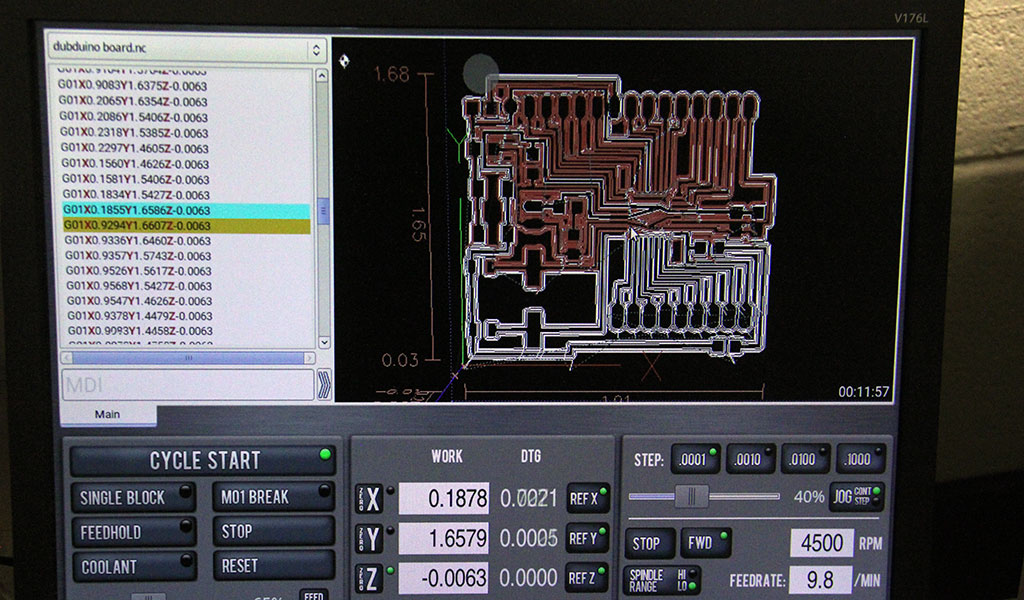 V176L
dubduino board.nc
G01X0.9083Y1.6375Z-0.0063
G01X0.2065Y1.6354Z-0.0063
G01X0.2086Y1.5406Z-0.0063
G01X0.2318Y1.5385Z-0.0063
G01X0.2297Y1.4605Z-0.0063
G01X0.1560Y1.4626Z-0.0063
G01X0.1581Y1.5406Z-0.0063
G01X0.1834Y1.5427Z-0.0063
G01X0.1855Y1.6586Z-0.0063
G01X0.9294Y1.6607Z-0.0063
G01X0.9336Y1.6460Z-0.0063
G01X0.9357Y1.5743Z-0.0063
G01X0.9526Y1.5617Z-0.0063
G01X0.9568Y1.5427Z-0.0063
G01X0.9547Y1.4626Z-0.0063
G01X0.9378Y1.4479Z-0.0063
G01X0.9093Y1.4458Z-0.0063
MDI
Main
1.68
1.65
0.03
X
00:11:57
CYCLE START
SINGLE BLOCK
M01 BREAK
FEEDHOLD
STOP
COOLANT
RESET
FEED
WORK
DTG
ZERO X 0.1878 0.0021 REF X
ZERO Y 1.6579 0.0005 REF Y
ZERO Z -0.0063 0.0000 REF Z
STEP: .0001 .0010 .0100 .1000
40% JOG CONT STEP
STOP FWD 4500 RPM
SPINDLE RANGE HI LO FEEDRATE: 9.8 /MIN